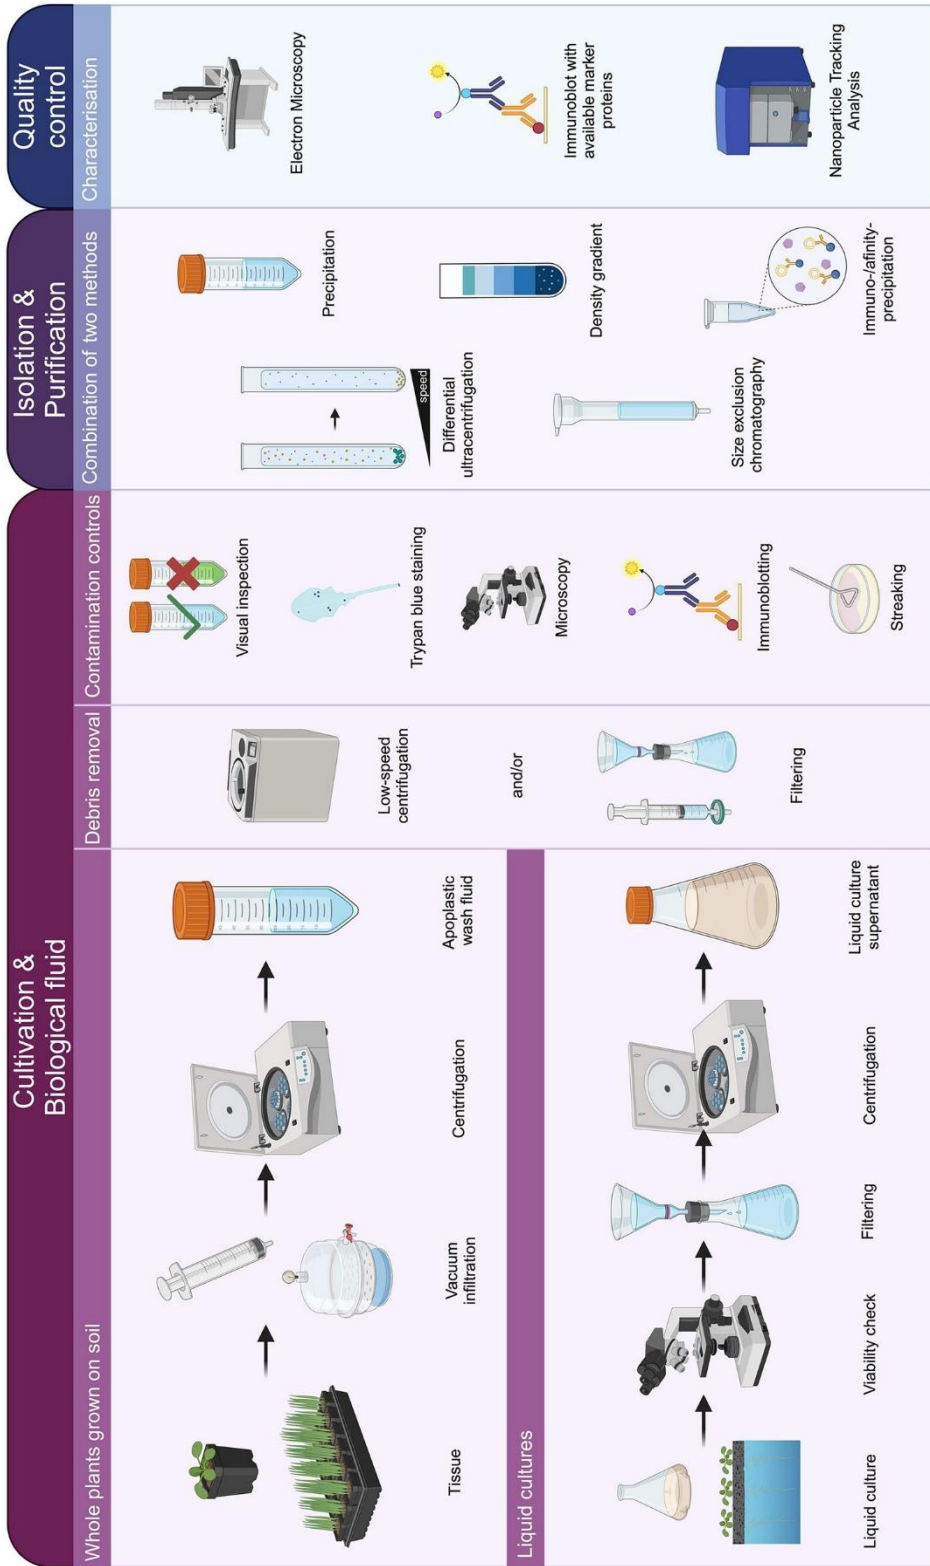 Cultivation &
Biological fluid
Whole plants grown on soil
Tissue
Vacuum
infiltration
Centrifugation
Apoplastic
wash fluid
Liquid cultures
Liquid culture
Viability check
Filtering
Centrifugation
Liquid culture
supernatant
Debris removal
Low-speed
centrifugation
and/or
Filtering
Contamination controls
Visual inspection
Trypan blue staining
Microscopy
Immunoblotting
Streaking
Isolation &
Purification
Combination of two methods
speed
Differential
ultracentrifugation
Precipitation
Size exclusion
chromatography
Density gradient
Immuno-/afinity-
precipitation
Quality
control
Characterisation
Electron Microscopy
Immunoblot with
available marker
proteins
Nanoparticle Tracking
Analysis